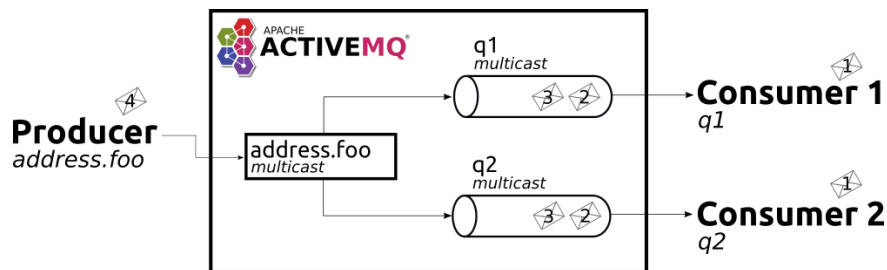 APACHE
ACTIVEMQ®
4
Producer
address.foo
address.foo
multicast
q1
multicast
3 2
1
Consumer 1
q1
q2
multicast
3 2
1
Consumer 2
q2